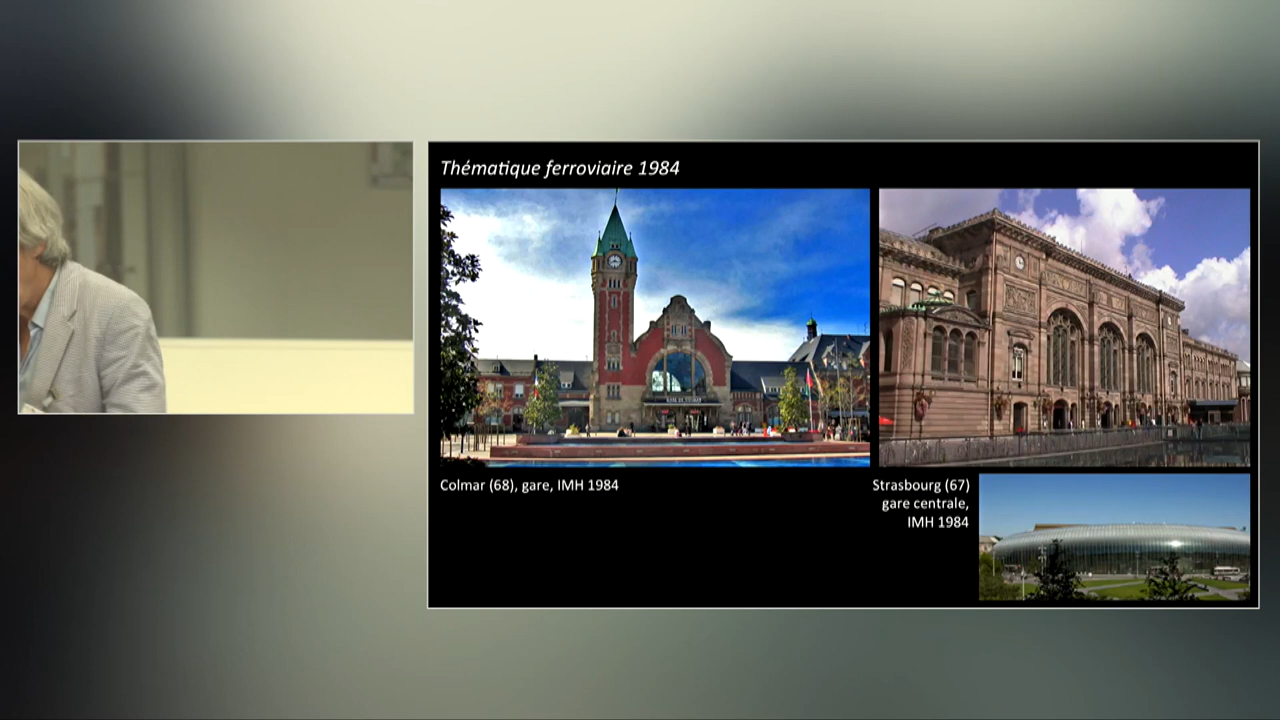 Thématique ferroviaire 1984
Colmar (68), gare, IMH 1984
Strasbourg (67)
gare centrale,
IMH 1984